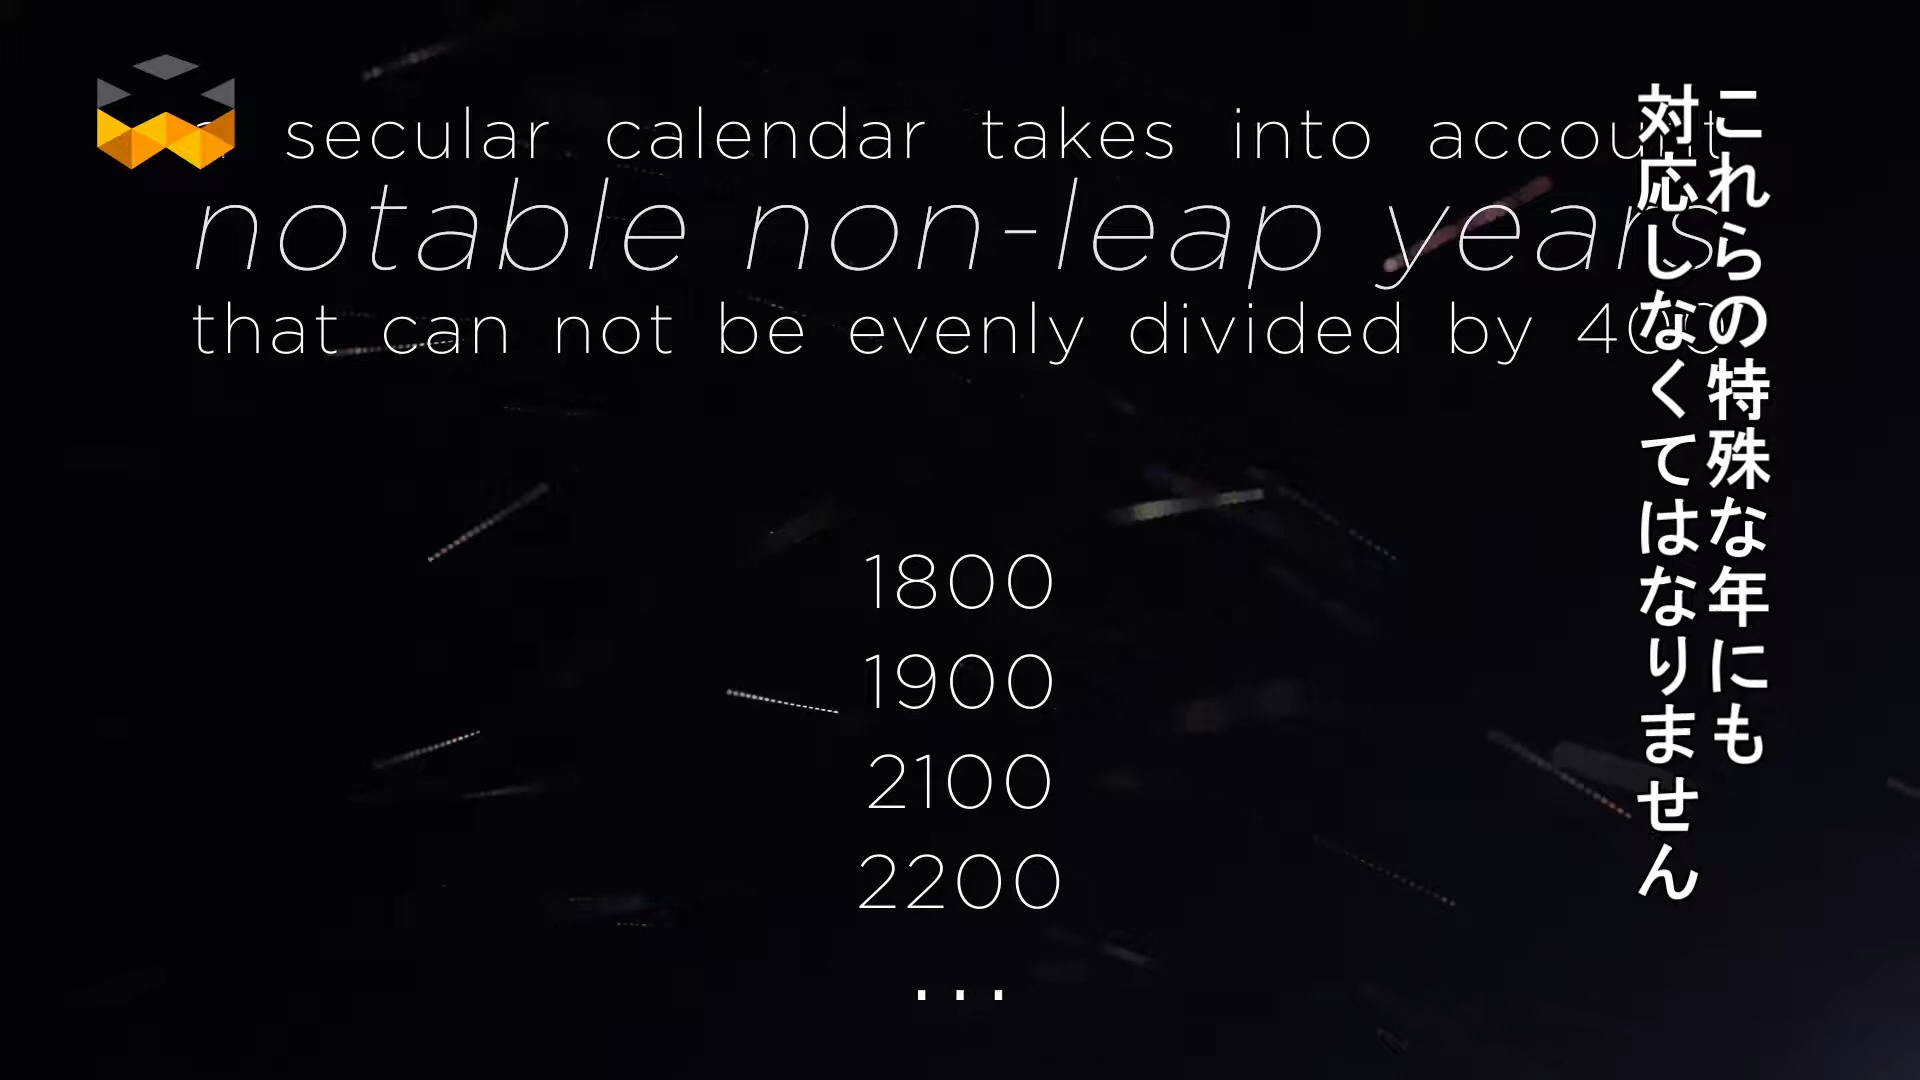 a secular calendar takes into account
notable non-leap years
that can not be evenly divided by 400
1800
1900
2100
2200
...
これらの特殊な年にも
対応しなくてはなりません